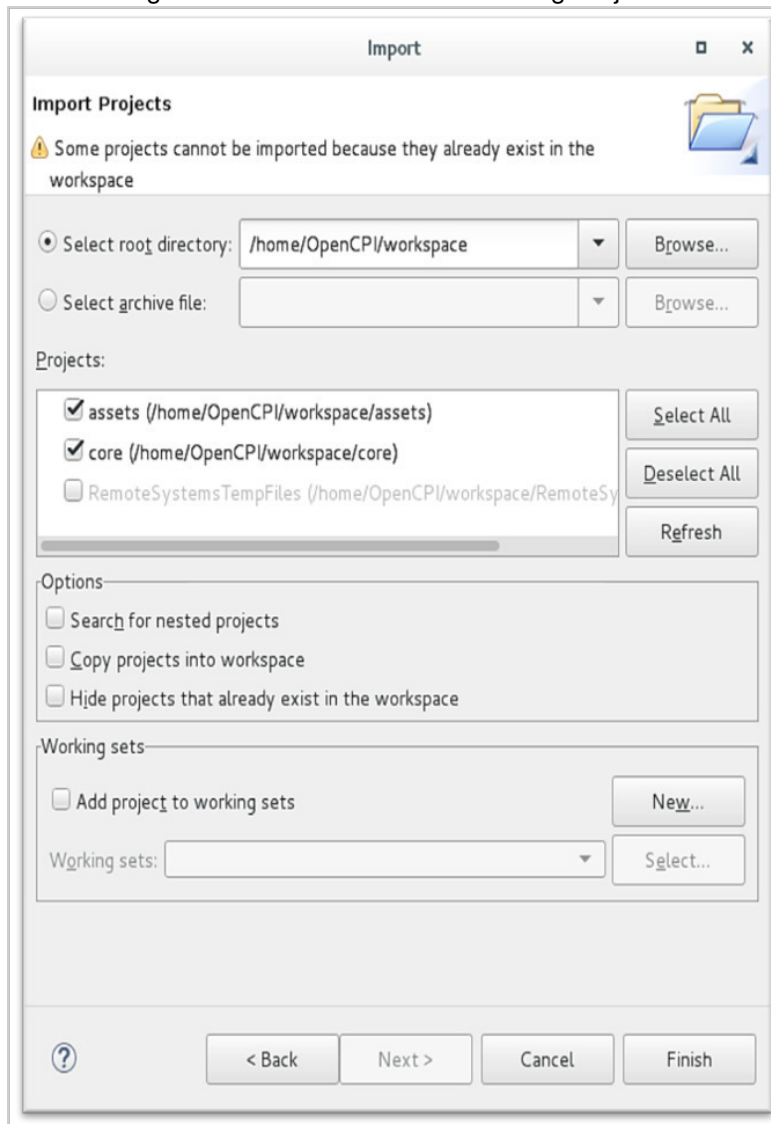 Import
Import Projects
Some projects cannot be imported because they already exist in the
workspace
Select root directory: /home/OpenCPI/workspace Browse...
Select archive file: Browse...
Projects:
assets (/home/OpenCPI/workspace/assets) Select All
core (/home/OpenCPI/workspace/core)
Deselect All
RemoteSystemsTempFiles (/home/OpenCPI/workspace/RemoteSy
Refresh
Options
Search for nested projects
Copy projects into workspace
Hide projects that already exist in the workspace
Working sets
Add project to working sets New...
Working sets: Select...
? < Back Next > Cancel Finish